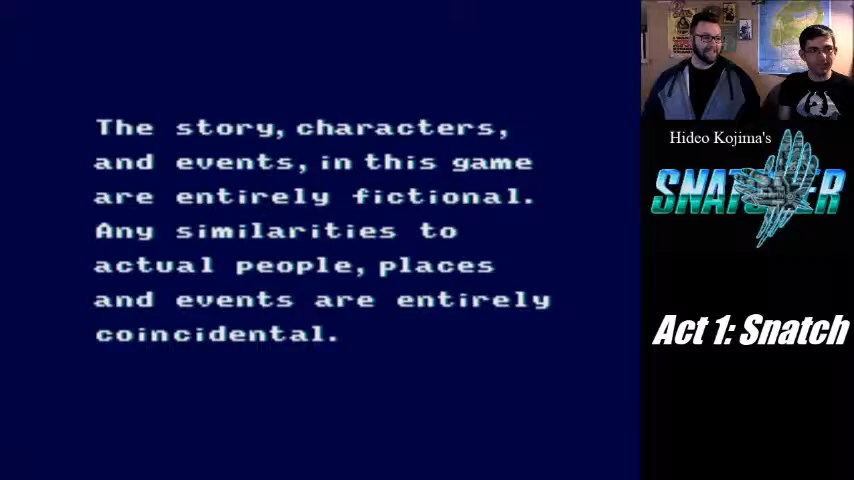 The story, characters,
and events, in this game
are entirely fictional.
Any similarities to
actual people, places
and events are entirely
coincidental.
Hideo Kojima's
SNATCHER
Act 1: Snatch